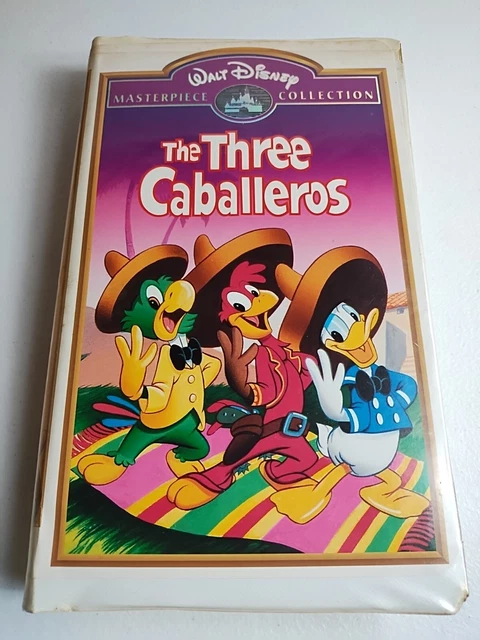 Walt Disney
MASTERPIECE COLLECTION
The Three
Caballeros